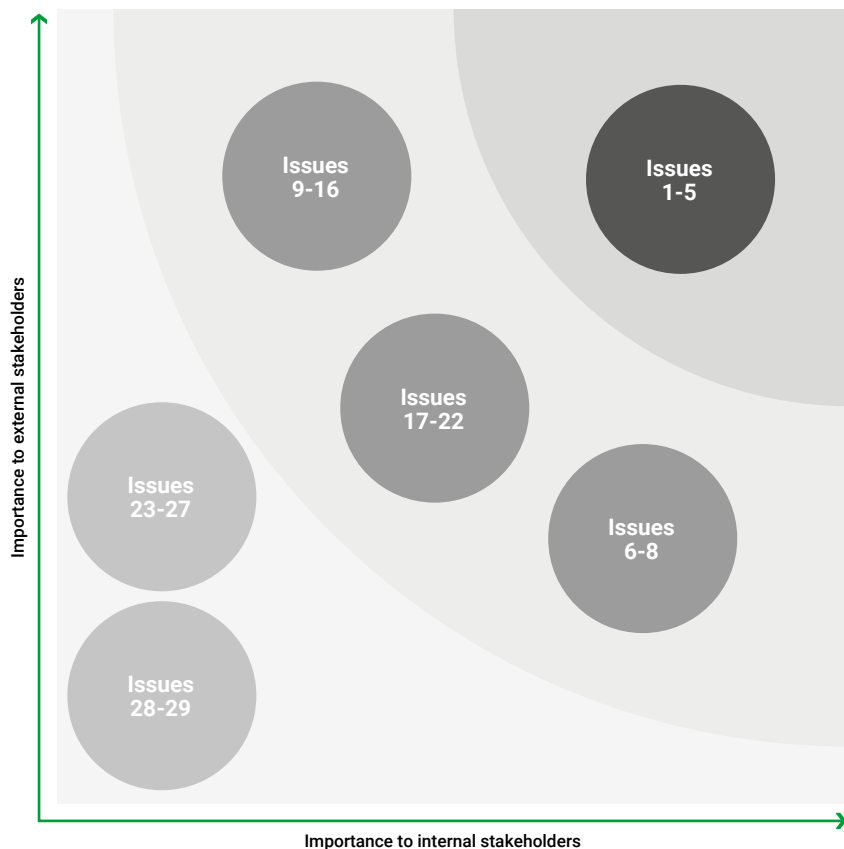 Issues
9-16
Issues
1-5
Issues
17-22
Issues
23-27
Issues
6-8
Issues
28-29
Importance to external stakeholders
Importance to internal stakeholders